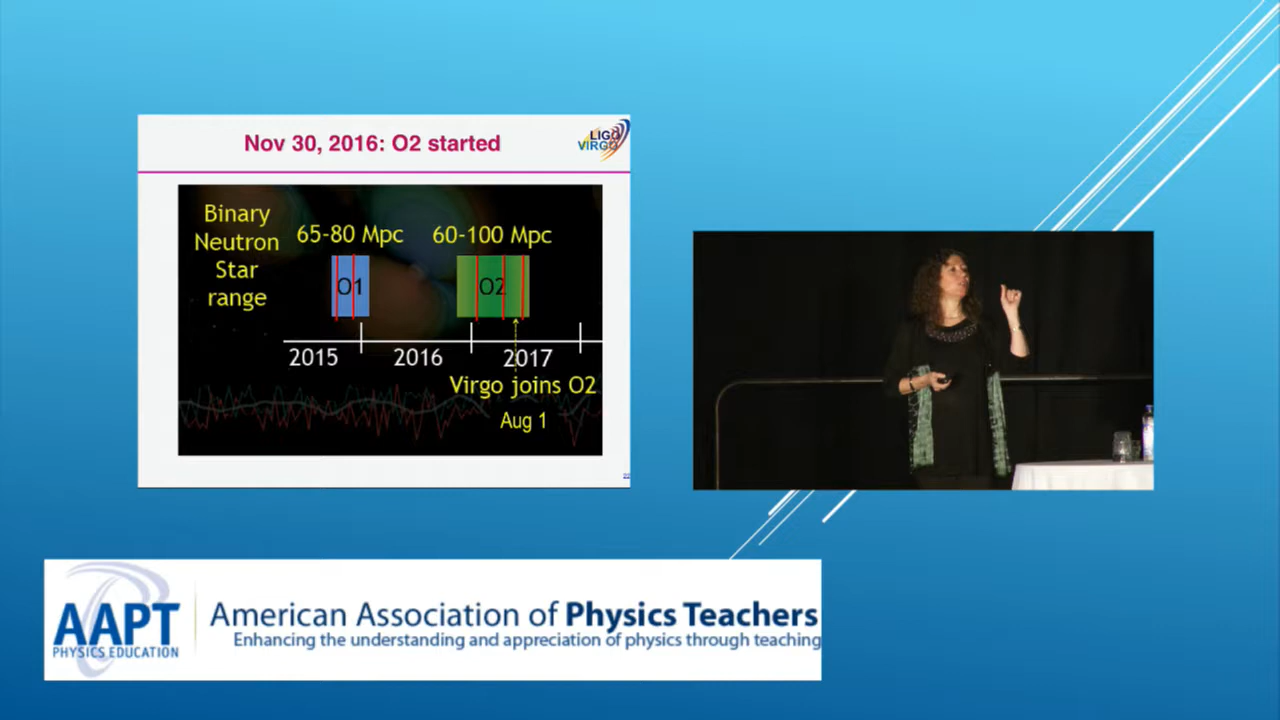 Nov 30, 2016: O2 started
LIGO
VIRGO
Binary
Neutron
Star
range
65-80 Mpc
60-100 Mpc
O1
O2
2015
2016
2017
Virgo joins O2
Aug 1
22
AAPT
PHYSICS EDUCATION
American Association of Physics Teachers
Enhancing the understanding and appreciation of physics through teaching